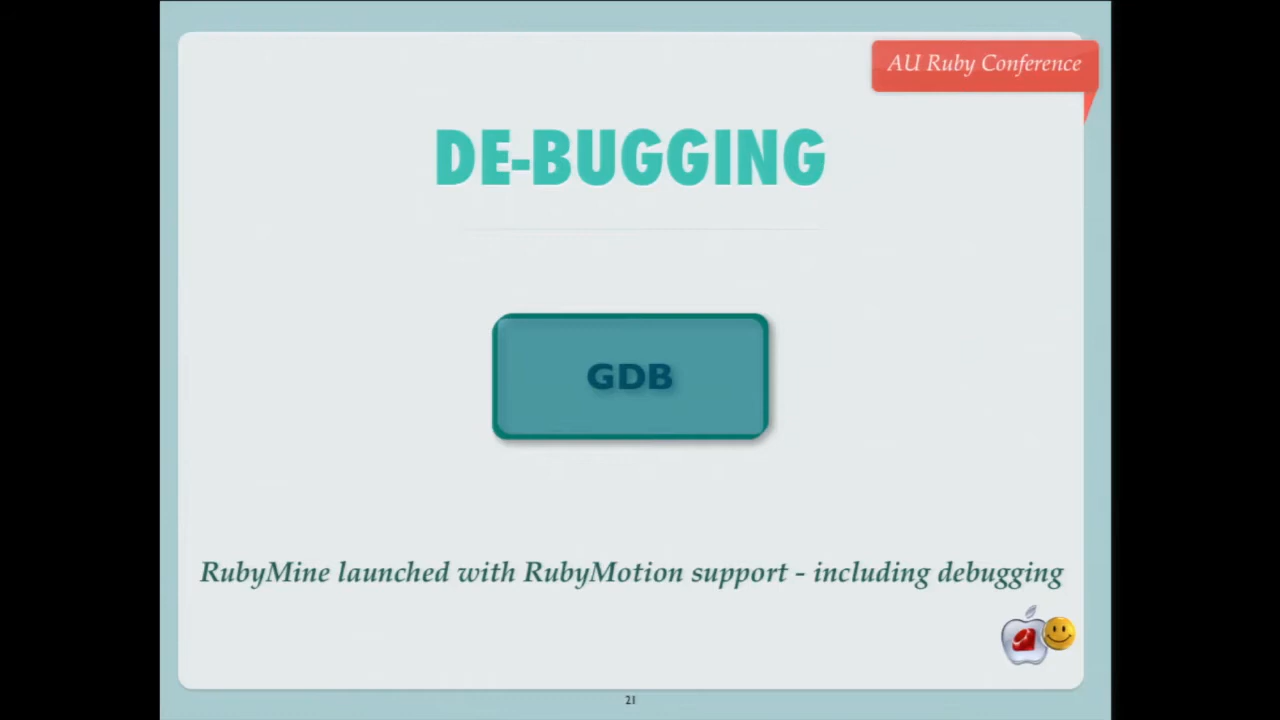 AU Ruby Conference
DE-BUGGING
GDB
RubyMine launched with RubyMotion support - including debugging
21